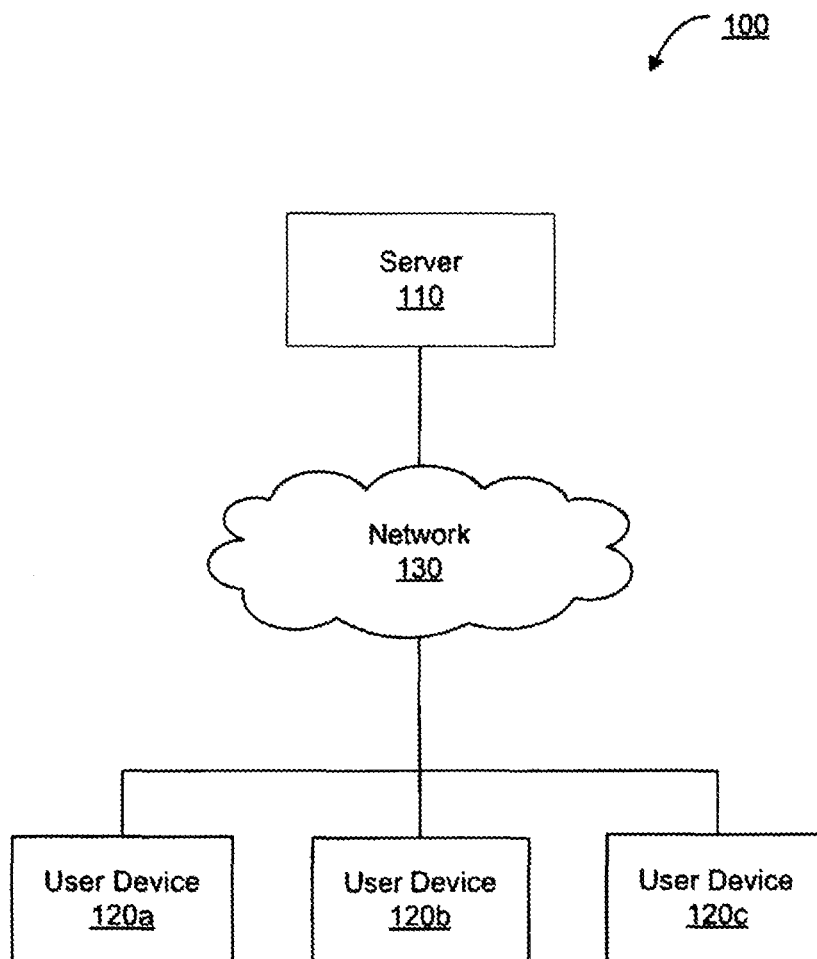 100
Server
110
Network
130
User Device
120a
User Device
120b
User Device
120c